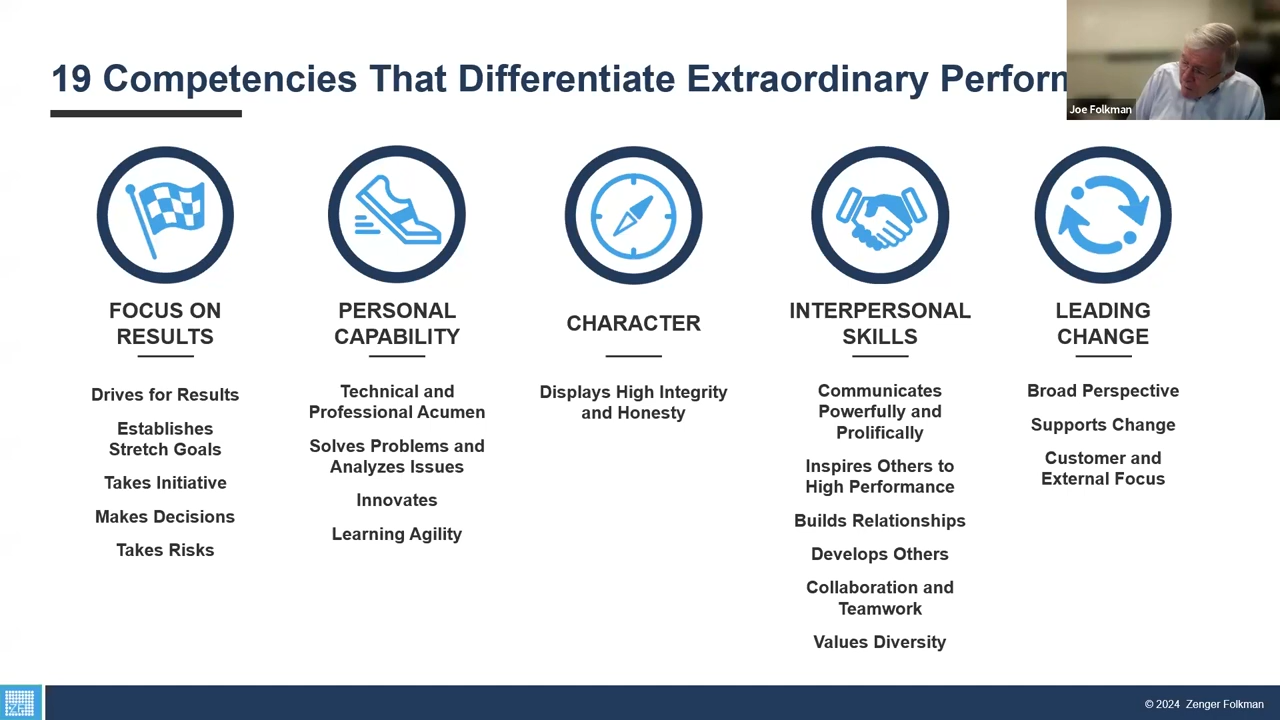 19 Competencies That Differentiate Extraordinary
Joe Folkman
FOCUS ON
RESULTS
Drives for Results
Establishes
Stretch Goals
Takes Initiative
Makes Decisions
Takes Risks
PERSONAL
CAPABILITY
Technical and
Professional Acumen
Solves Problems and
Analyzes Issues
Innovates
Learning Agility
CHARACTER
Displays High Integrity
and Honesty
INTERPERSONAL
SKILLS
Communicates
Powerfully and
Prolifically
Inspires Others to
High Performance
Builds Relationships
Develops Others
Collaboration and
Teamwork
Values Diversity
LEADING
CHANGE
Broad Perspective
Supports Change
Customer and
External Focus
© 2024 Zenger Folkman